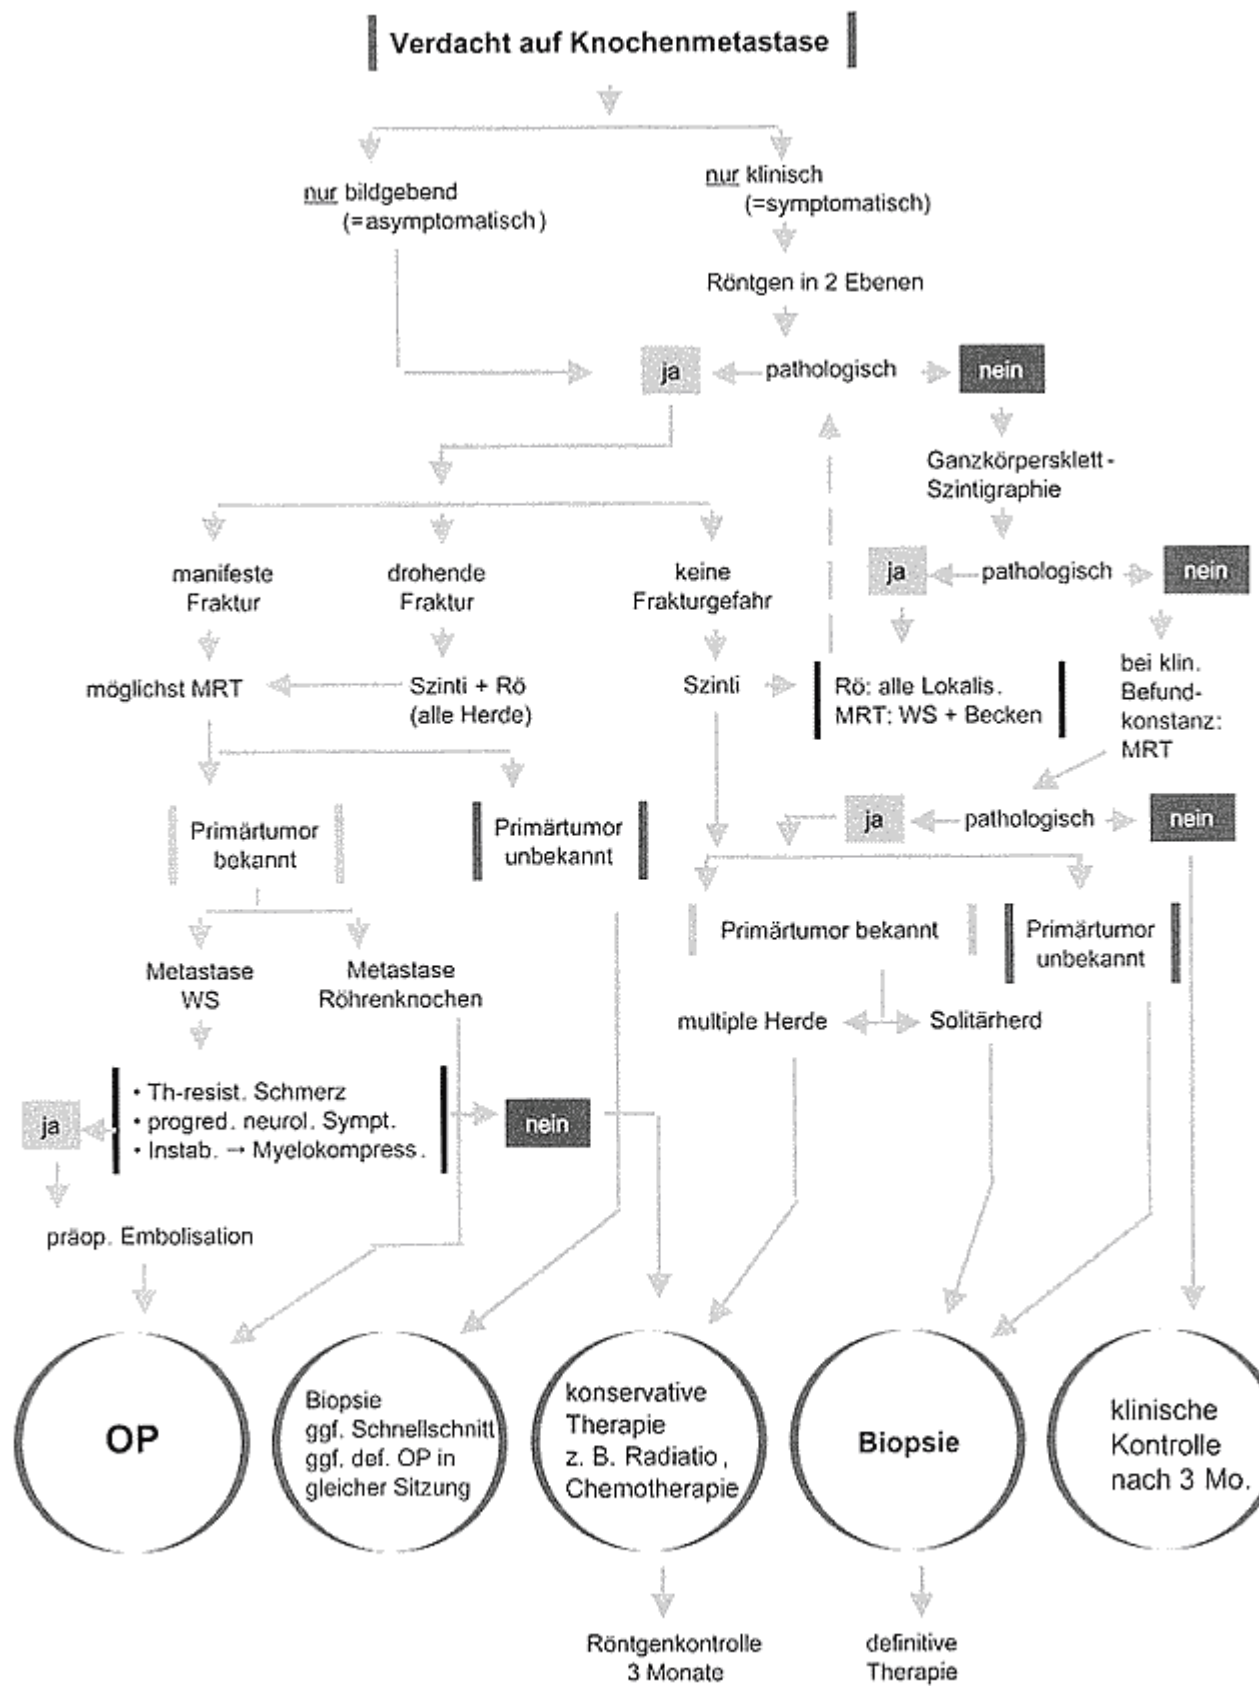 Verdacht auf Knochenmetastase
nur bildgebend
(=asymptomatisch)
nur klinisch
(=symptomatisch)
Röntgen in 2 Ebenen
ja
pathologisch
nein
Ganzkörpersklett-
Szintigraphie
manifeste
Fraktur
drohende
Fraktur
keine
Frakturgefahr
ja
pathologisch
nein
möglichst MRT
Szinti + Rö
(alle Herde)
Szinti
Rö: alle Lokalis.
MRT: WS + Becken
bei klin.
Befund-
konstanz:
MRT
ja
pathologisch
nein
Primärtumor
bekannt
Primärtumor
unbekannt
Primärtumor bekannt
Primärtumor
unbekannt
Metastase
WS
Metastase
Röhrenknochen
multiple Herde
Solitärherd
ja
• Th-resist. Schmerz
• progred. neurol. Sympt.
• Instab. → Myelokompress.
nein
präop. Embolisation
OP
Biopsie
ggf. Schnellschnitt
ggf. def. OP in
gleicher Sitzung
konservative
Therapie
z. B. Radiatio,
Chemotherapie
Biopsie
klinische
Kontrolle
nach 3 Mo.
Röntgenkontrolle
3 Monate
definitive
Therapie